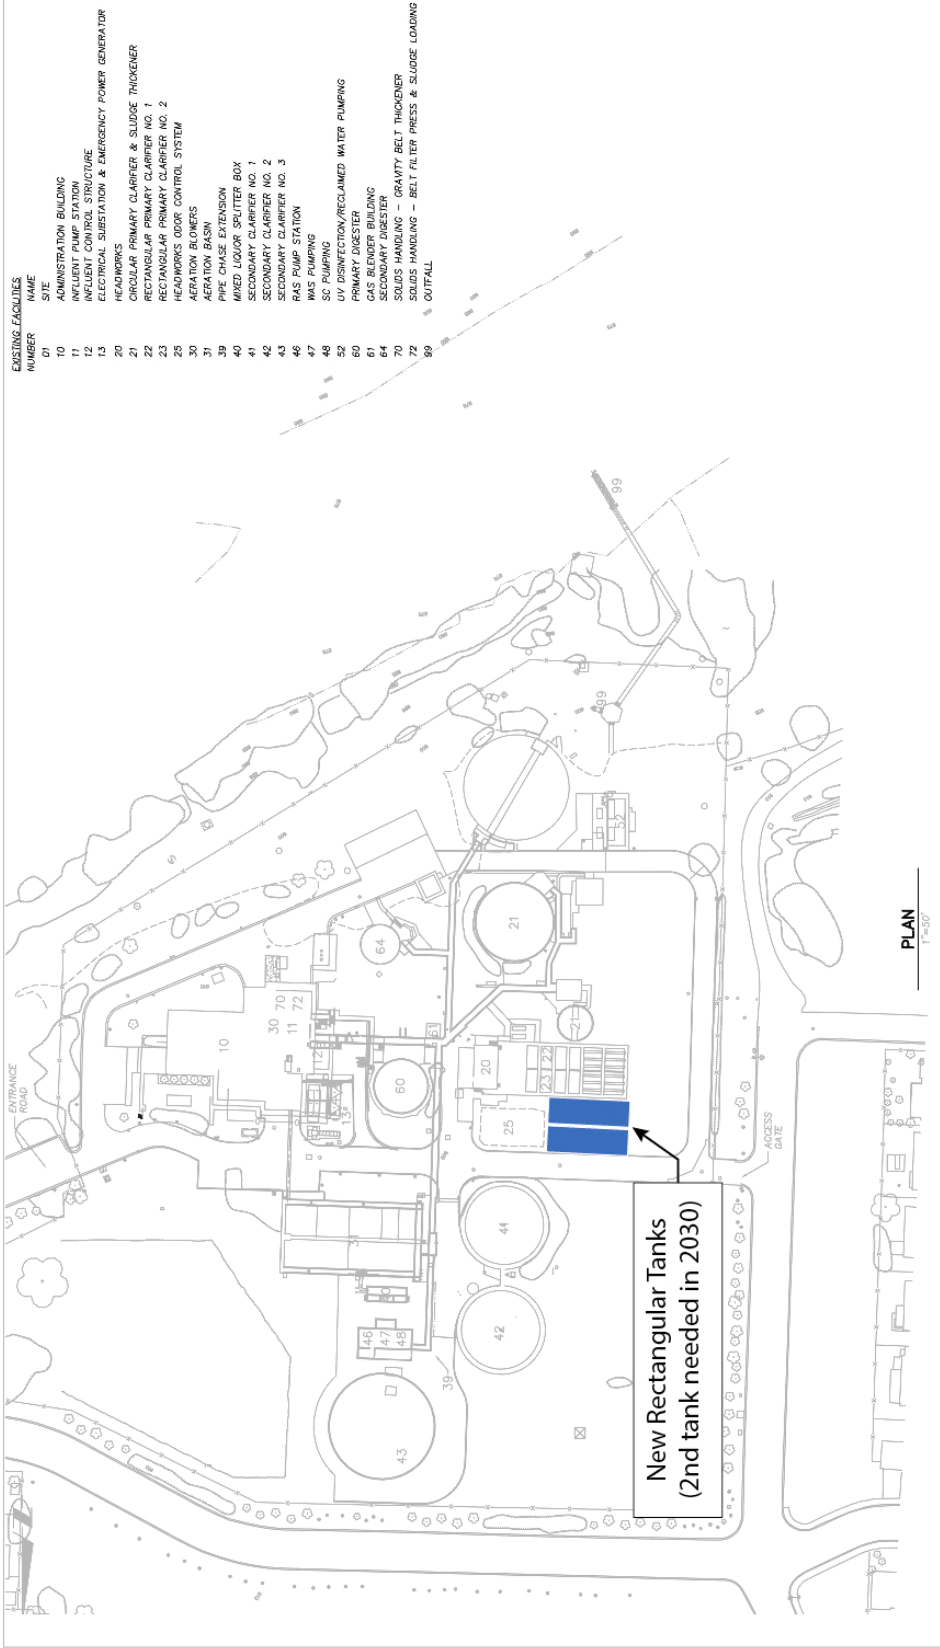 EXISTING FACILITIES
NUMBER NAME
01 SITE
10 ADMINISTRATION BUILDING
11 INFLUENT PUMP STATION
12 INFLUENT CONTROL STRUCTURE
13 ELECTRICAL SUBSTATION & EMERGENCY POWER GENERATOR
20 HEADWORKS
21 CIRCULAR PRIMARY CLARIFIER & SLUDGE THICKENER
22 RECTANGULAR PRIMARY CLARIFIER NO. 1
23 RECTANGULAR PRIMARY CLARIFIER NO. 2
25 HEADWORKS ODOR CONTROL SYSTEM
30 AERATION BLOWERS
31 AERATION BASIN
39 PIPE CHASE EXTENSION
40 MIXED LIQUOR SPLITTER BOX
41 SECONDARY CLARIFIER NO. 1
42 SECONDARY CLARIFIER NO. 2
43 SECONDARY CLARIFIER NO. 3
46 RAS PUMP STATION
47 WAS PUMPING
48 SC PUMPING
52 UV DISINFECTION/RECLAIMED WATER PUMPING
60 PRIMARY DIGESTER
61 GAS BLENDER BUILDING
64 SECONDARY DIGESTER
70 SOLIDS HANDLING – GRAVITY BELT THICKENER
72 SOLIDS HANDLING – BELT FILTER PRESS & SLUDGE LOADING
99 OUTFALL
ENTRANCE
ROAD
10
30 70
11 72
12
13
31
46
47
48
43
39
60
61
64
20
25
23 22
21
21
41
42
52
99
99
ACCESS
GATE
New Rectangular Tanks
(2nd tank needed in 2030)
PLAN
1"=50'